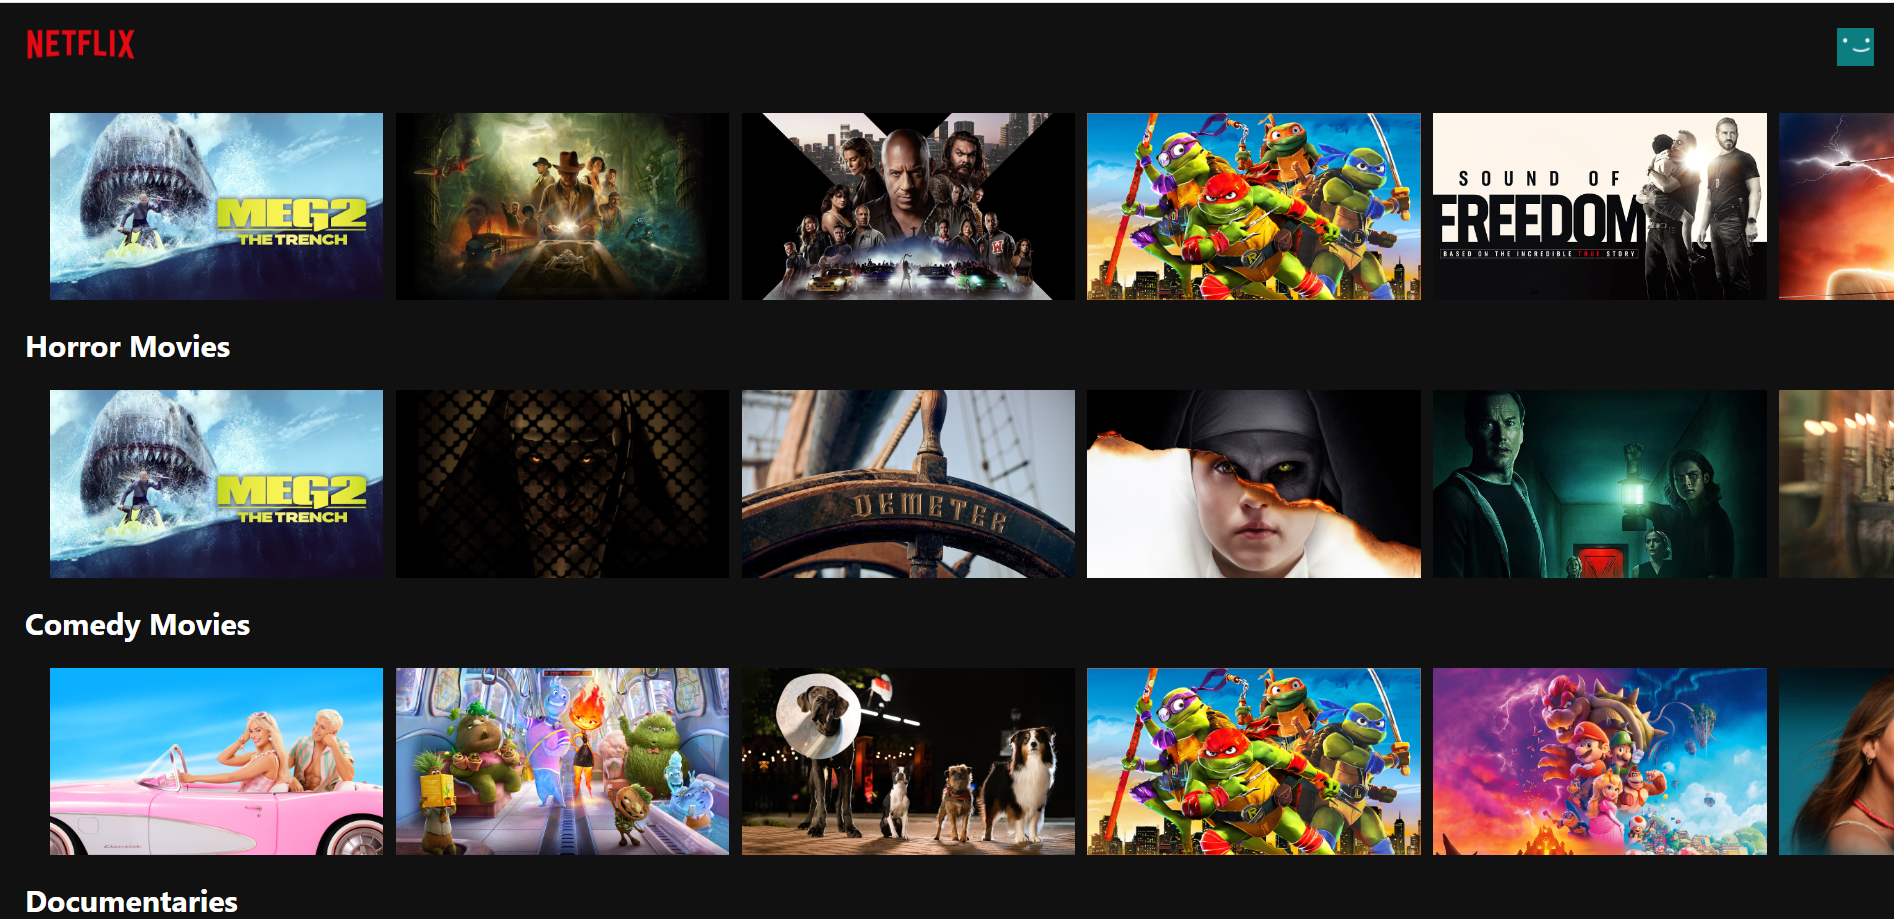 NETFLIX
MEG2
THE TRENCH
SOUND OF
FREEDOM
BASED ON THE INCREDIBLE TRUE STORY
Horror Movies
MEG2
THE TRENCH
DEMETER
Comedy Movies
Documentaries